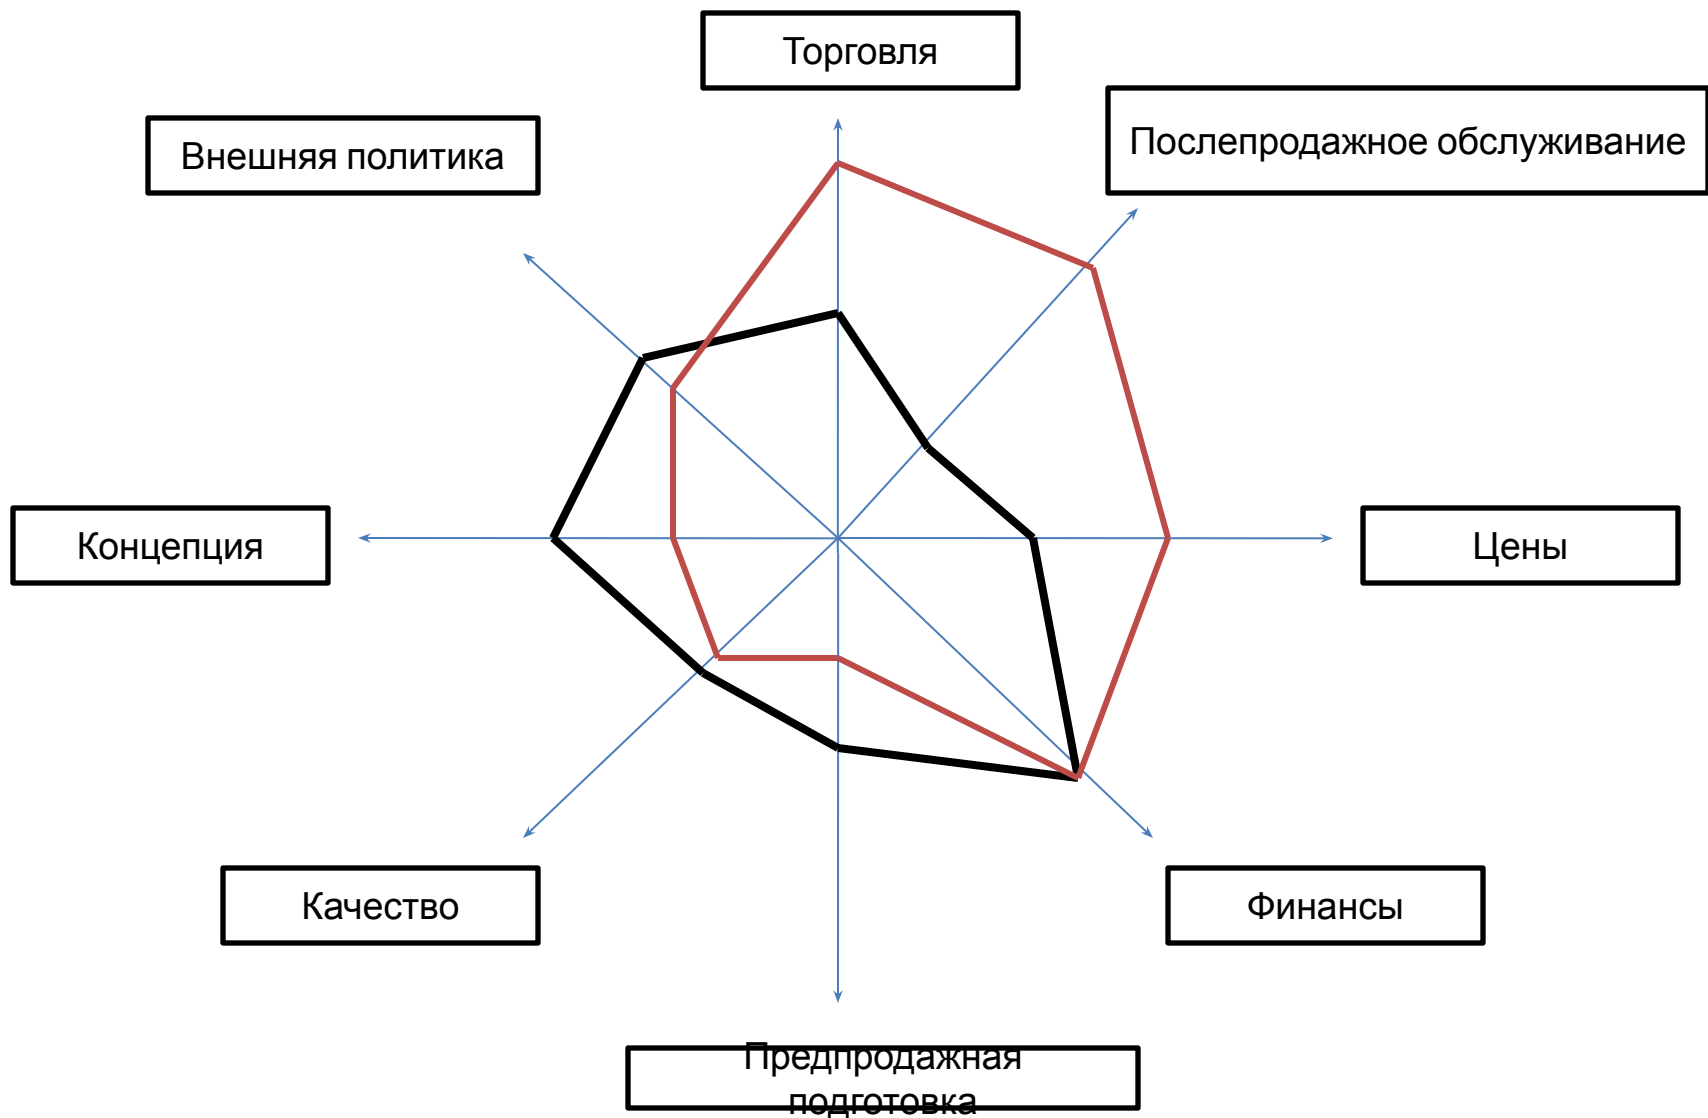 Торговля
Послепродажное обслуживание
Внешняя политика
Концепция
Цены
Качество
Финансы
Предпродажная
подготовка